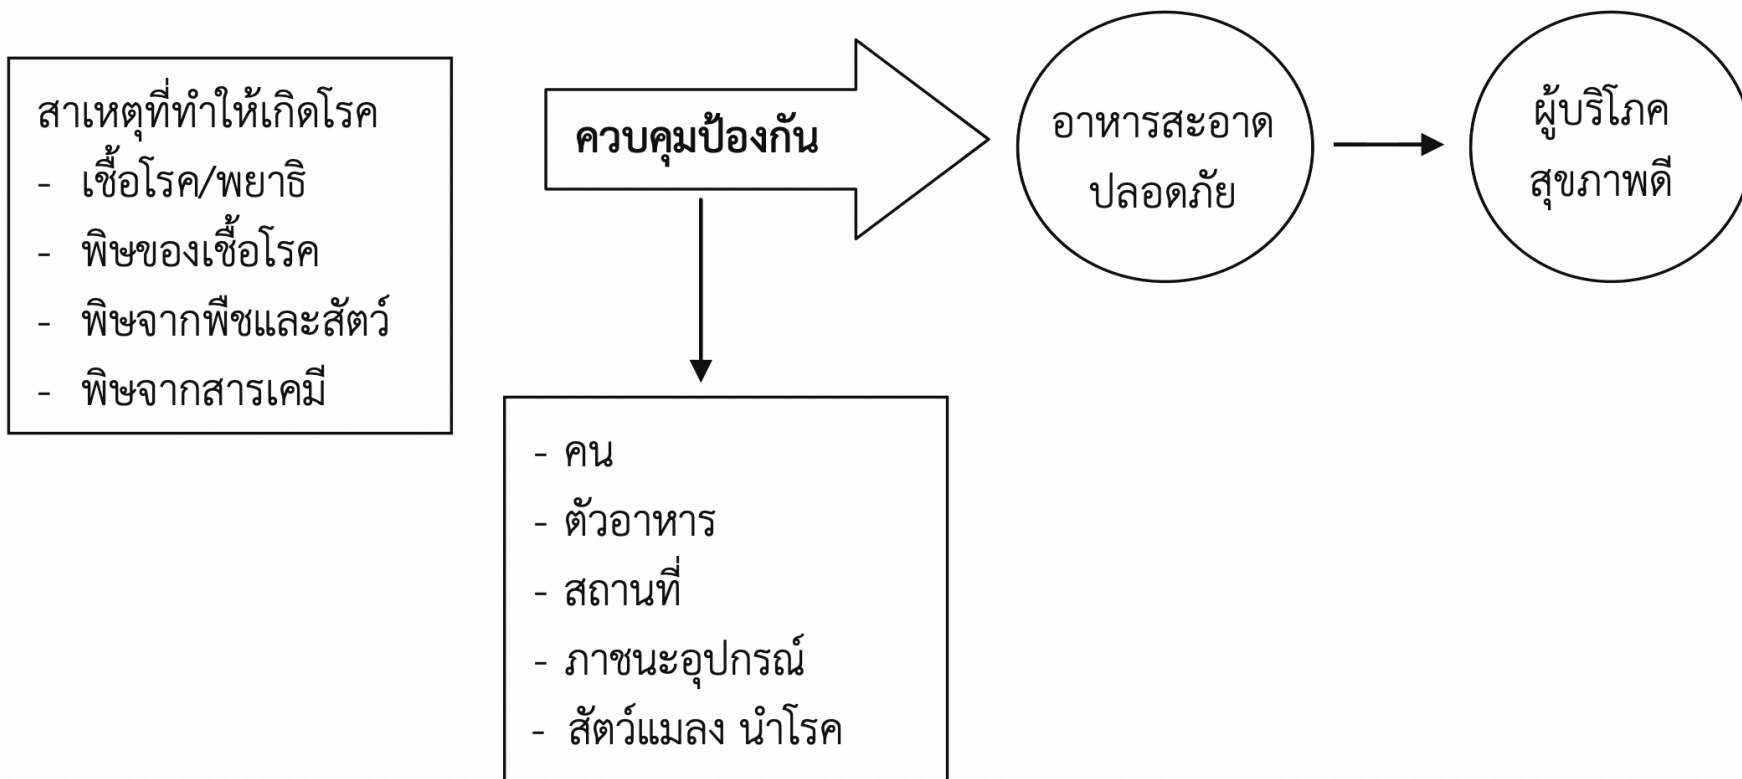 สาเหตุที่ทำให้เกิดโรค
- เชื้อโรค/พยาธิ
- พิษของเชื้อโรค
- พิษจากพืชและสัตว์
- พิษจากสารเคมี
ควบคุมป้องกัน
อาหารสะอาด
ปลอดภัย
ผู้บริโภค
สุขภาพดี
- คน
- ตัวอาหาร
- สถานที่
- ภาชนะอุปกรณ์
- สัตว์แมลง นำโรค